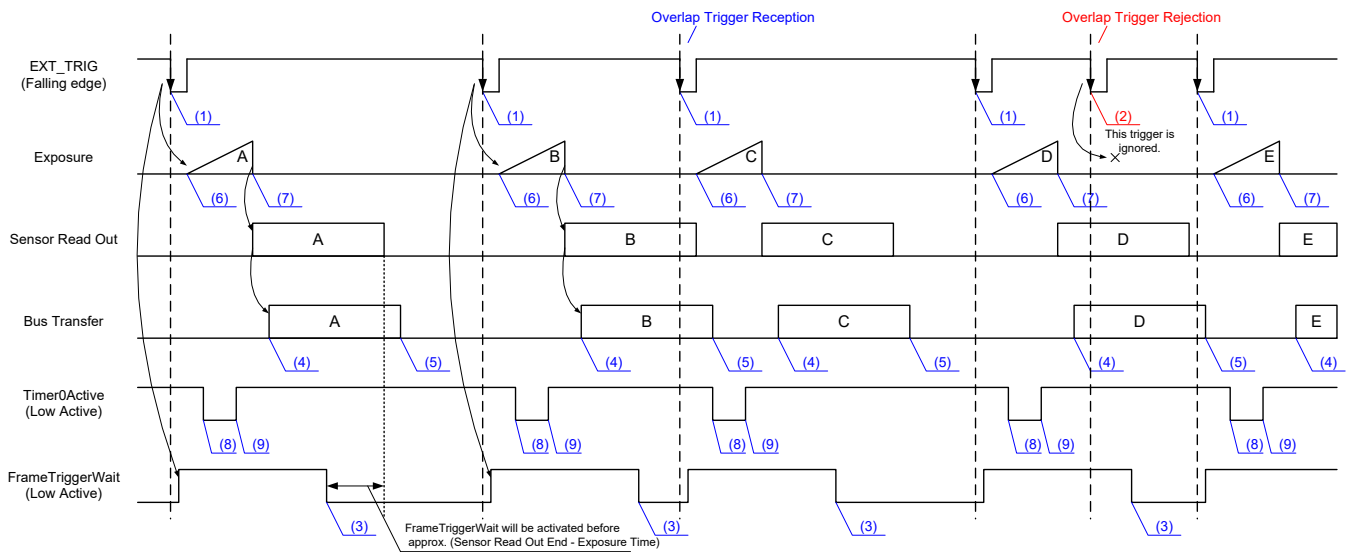 Overlap Trigger Reception
Overlap Trigger Rejection
EXT_TRIG
(Falling edge)
(1)
(1)
(1)
(1)
(2)
(1)
This trigger is
ignored.
Exposure
A
B
C
D
E
(6)
(7)
(6)
(7)
(6)
(7)
(6)
(7)
(6)
(7)
Sensor Read Out
A
B
C
D
E
Bus Transfer
A
B
C
D
E
(4)
(5)
(4)
(5)
(4)
(5)
(4)
(5)
(4)
Timer0Active
(Low Active)
(8)
(9)
(8)
(9)
(8)
(9)
(8)
(9)
(8)
(9)
FrameTriggerWait
(Low Active)
(3)
(3)
(3)
(3)
FrameTriggerWait will be activated before
approx. (Sensor Read Out End - Exposure Time)